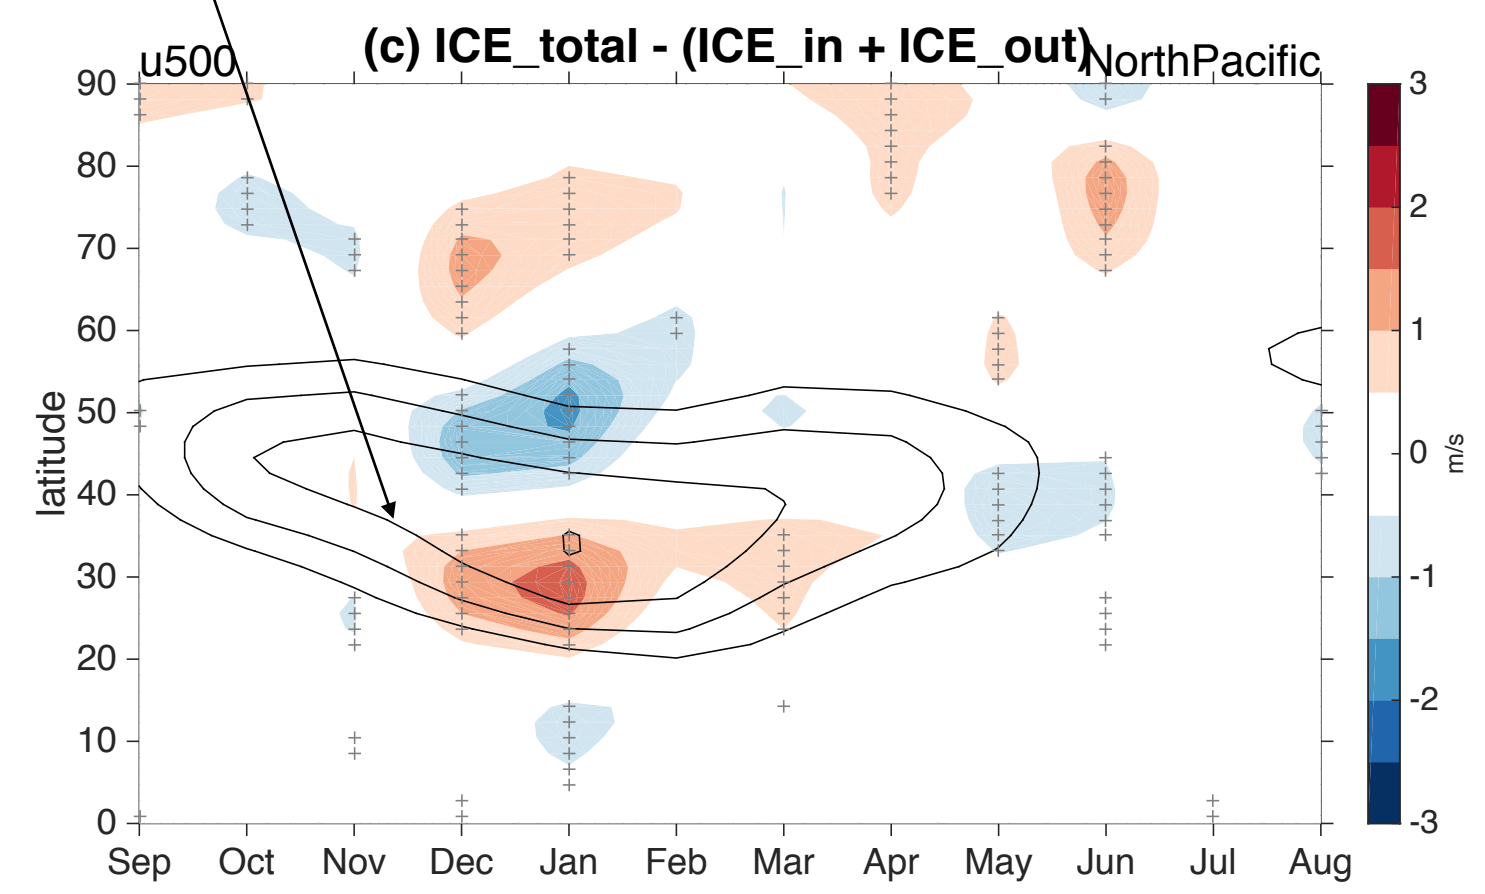 (c) ICE_total - (ICE_in + ICE_out)
u500
NorthPacific
latitude
90
80
70
60
50
40
30
20
10
0
Sep Oct Nov Dec Jan Feb Mar Apr May Jun Jul Aug
3
2
1
0
-1
-2
-3
m/s